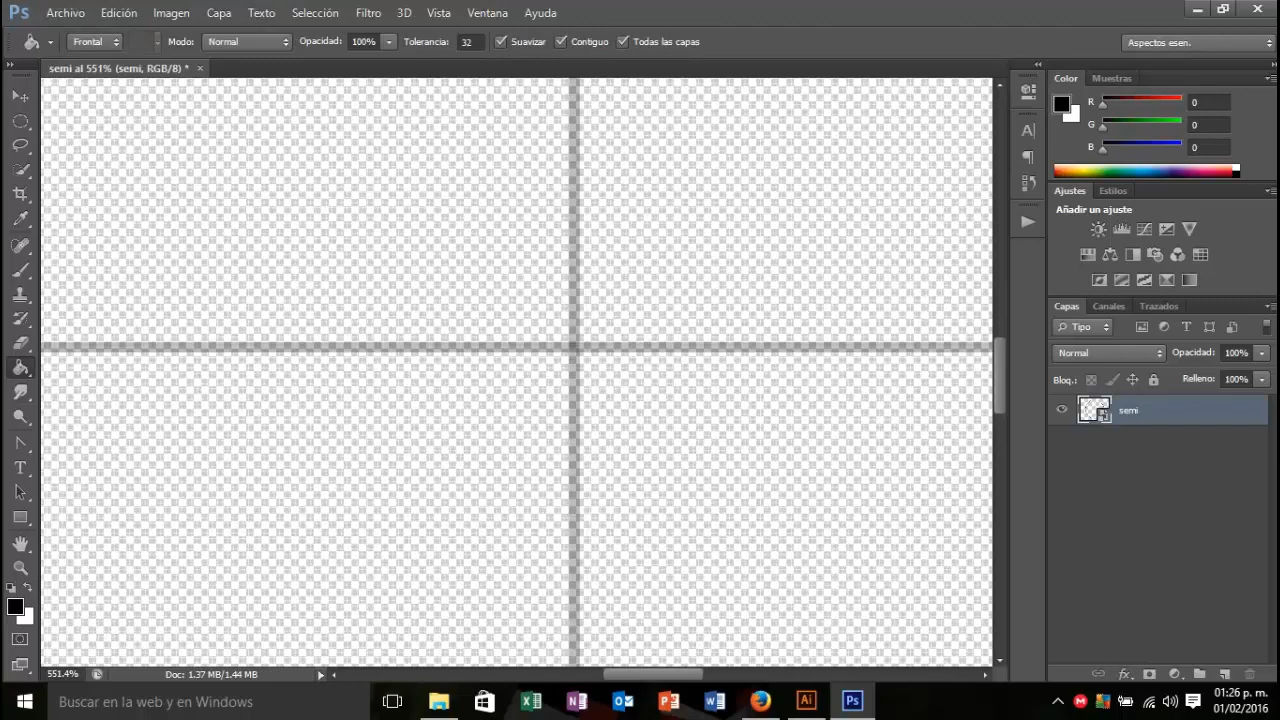 Ps Archivo Edición Imagen Capa Texto Selección Filtro 3D Vista Ventana Ayuda
Frontal Modo: Normal Opacidad: 100% Tolerancia: 32 Suavizar Contiguo Todas las capas Aspectos esen.
semi al 551% (semi, RGB/8) * ×
Color Muestras
R 0
G 0
B 0
Ajustes Estilos
Añadir un ajuste
Capas Canales Trazados
Tipo
Normal Opacidad: 100%
Bloq.: Relleno: 100%
semi
551.4% Doc: 1.37 MB/1.44 MB
Buscar en la web y en Windows
01:26 p. m.
01/02/2016